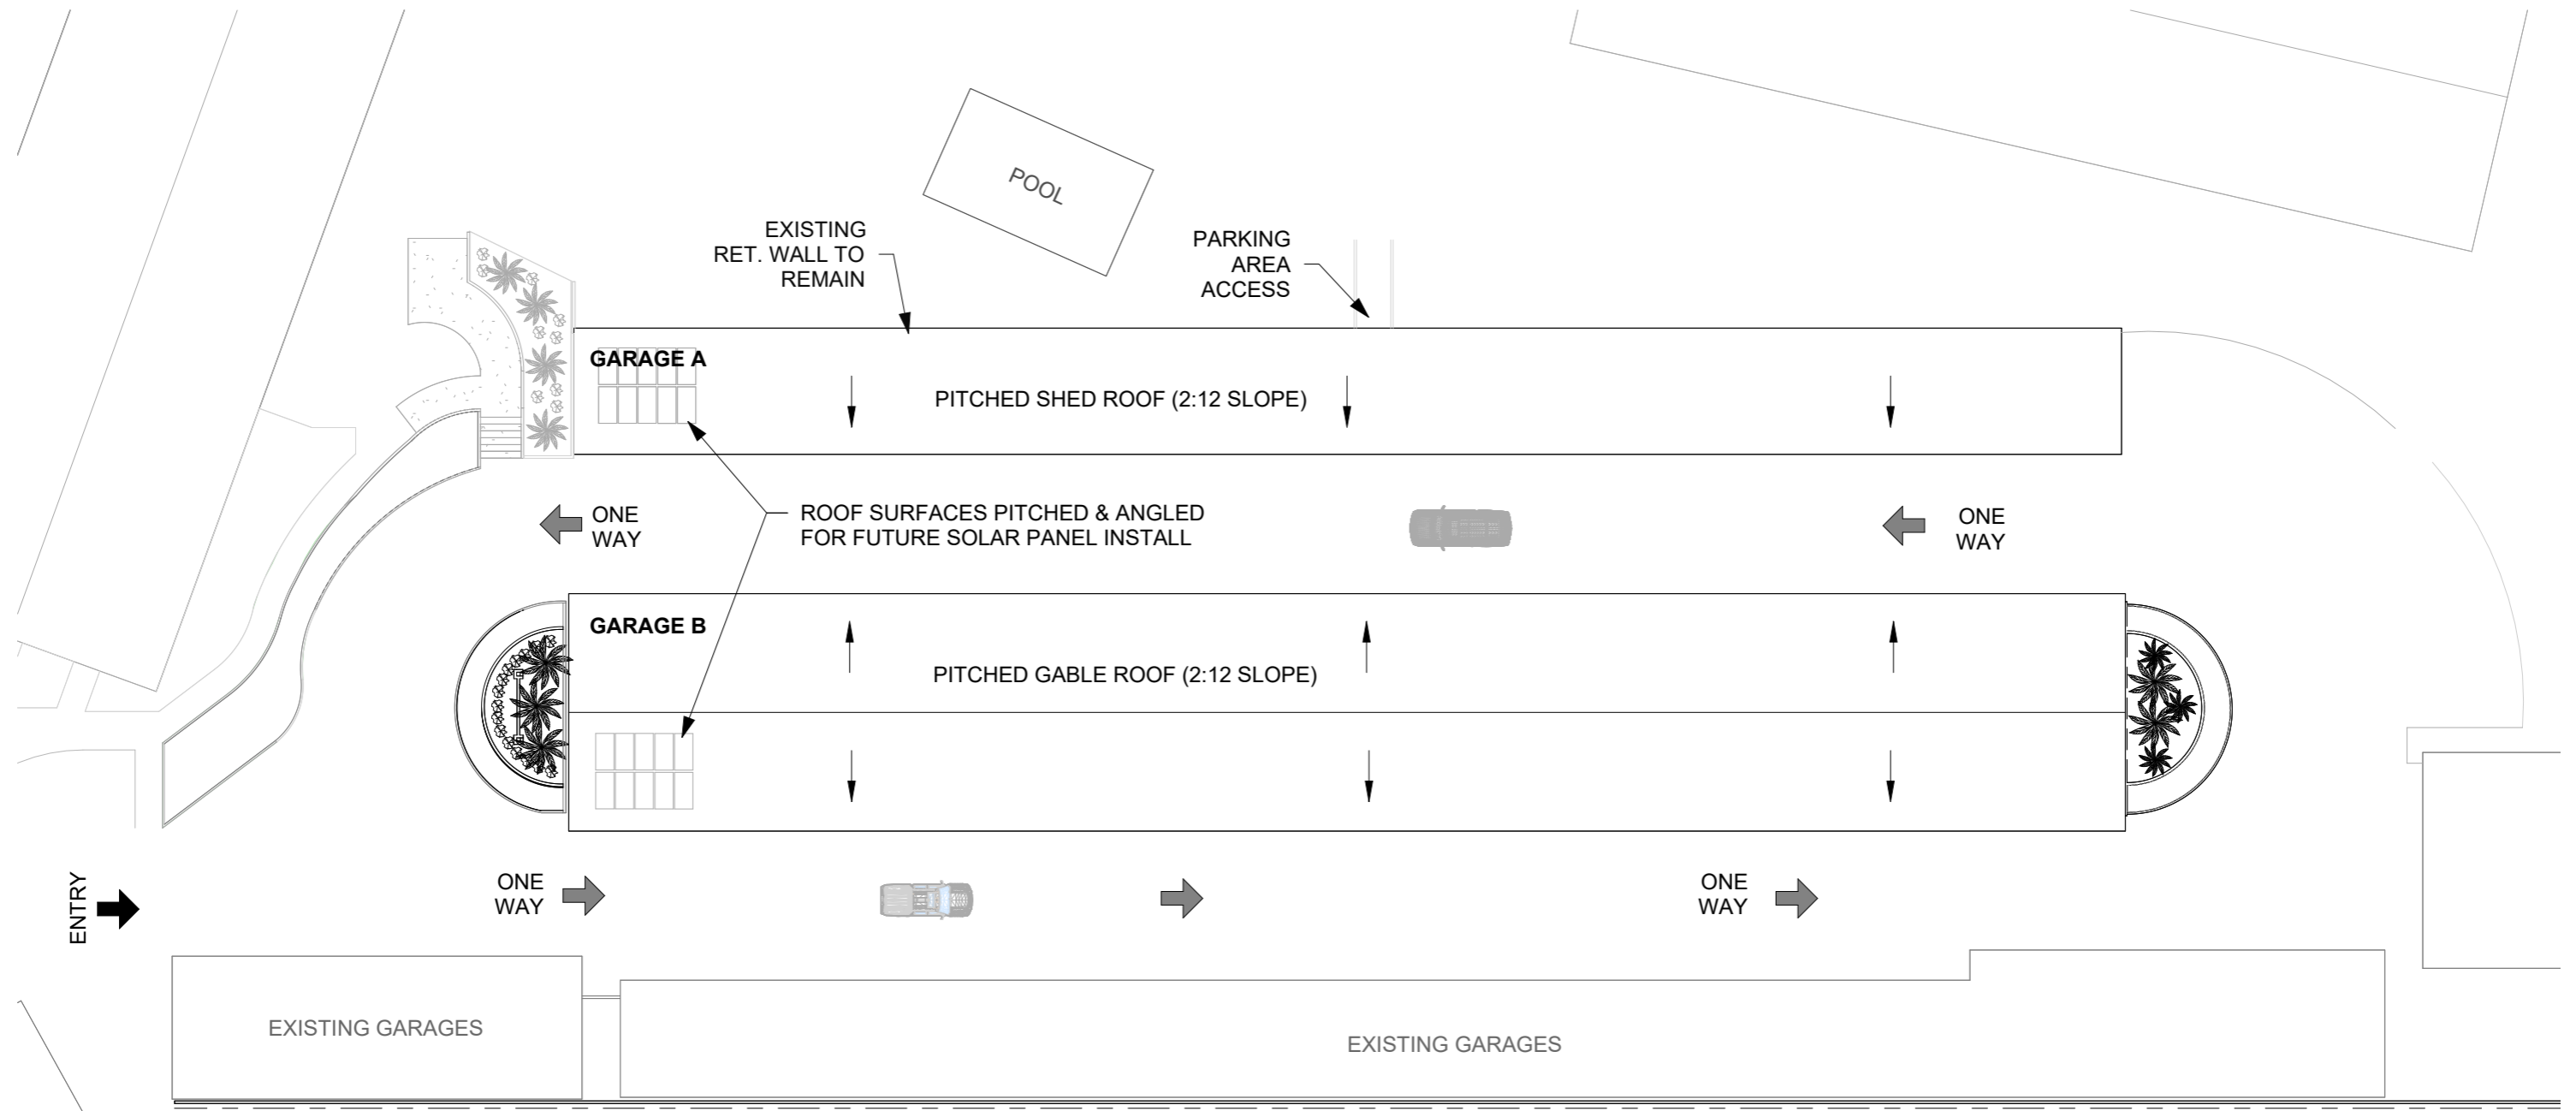 POOL
EXISTING
RET. WALL TO
REMAIN
PARKING
AREA
ACCESS
GARAGE A
PITCHED SHED ROOF (2:12 SLOPE)
ONE
WAY
ROOF SURFACES PITCHED & ANGLED
FOR FUTURE SOLAR PANEL INSTALL
ONE
WAY
GARAGE B
PITCHED GABLE ROOF (2:12 SLOPE)
ENTRY
ONE
WAY
ONE
WAY
EXISTING GARAGES
EXISTING GARAGES